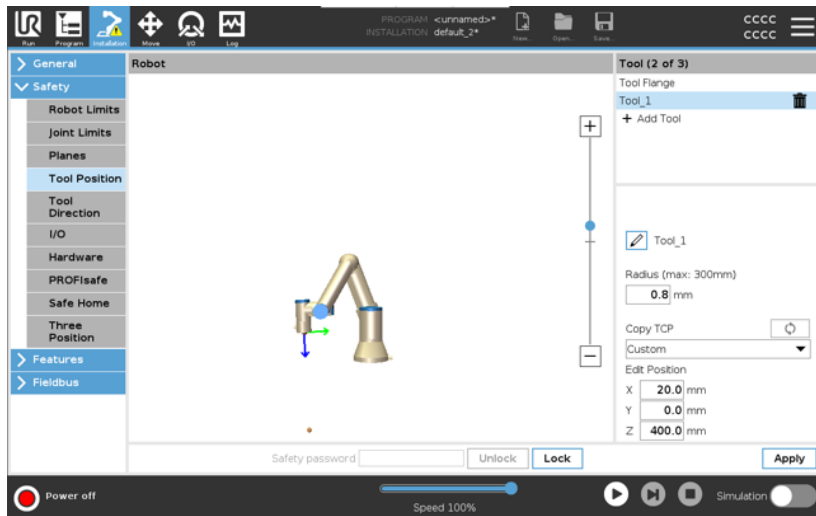 UR
PROGRAM <unnamed>*
INSTALLATION default_2*
Run Program Installation Move I/O Log
New... Open... Save...
CCCC
CCCC
General
Safety
Robot Limits
Joint Limits
Planes
Tool Position
Tool
Direction
I/O
Hardware
PROFIsafe
Safe Home
Three
Position
Features
Fieldbus
Robot
+
−
Tool (2 of 3)
Tool Flange
Tool_1
+ Add Tool
Tool_1
Radius (max: 300mm)
0.8 mm
Copy TCP
Custom
Edit Position
X 20.0 mm
Y 0.0 mm
Z 400.0 mm
Safety password Unlock Lock Apply
Power off
Speed 100%
Simulation